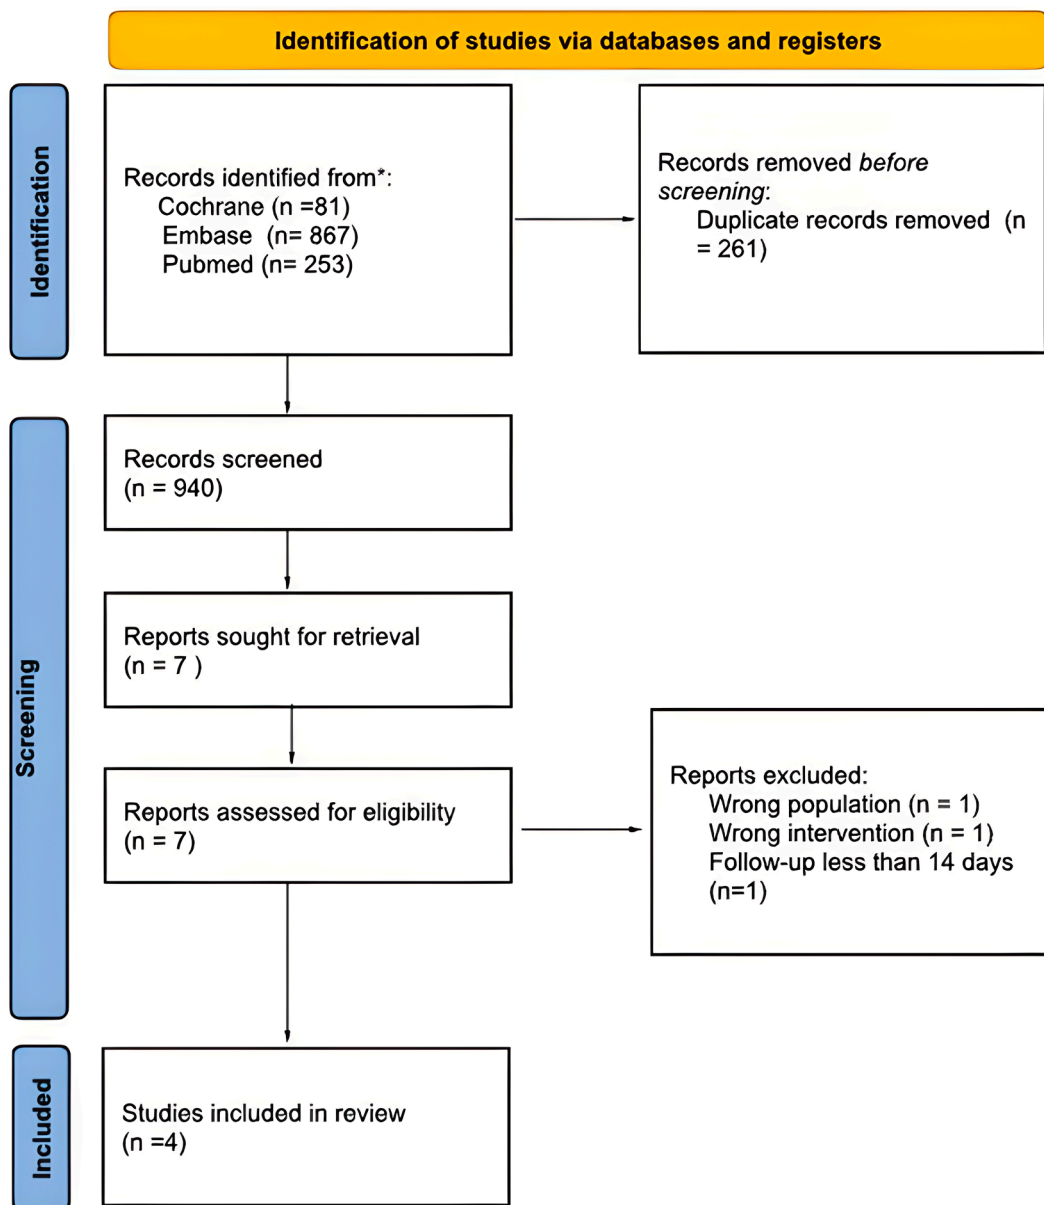 Identification of studies via databases and registers
Identification
Records identified from*:
Cochrane (n =81)
Embase (n= 867)
Pubmed (n= 253)
Records removed before
screening:
Duplicate records removed (n
= 261)
Screening
Records screened
(n = 940)
Reports sought for retrieval
(n = 7 )
Reports assessed for eligibility
(n = 7)
Reports excluded:
Wrong population (n = 1)
Wrong intervention (n = 1)
Follow-up less than 14 days
(n=1)
Included
Studies included in review
(n =4)